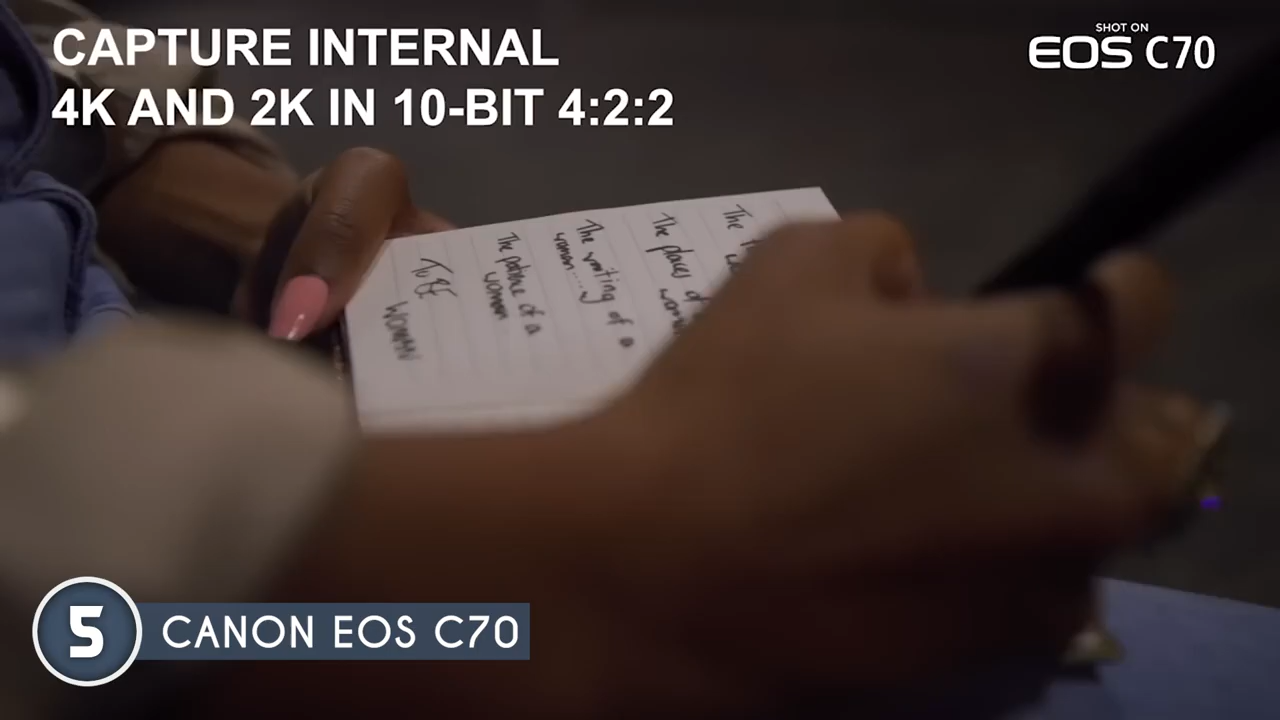 CAPTURE INTERNAL
4K AND 2K IN 10-BIT 4:2:2
SHOT ON
EOS C70
The
The places of
The writing of a
woman....
The patience of a
woman
To BE
WOMAN
5 CANON EOS C70